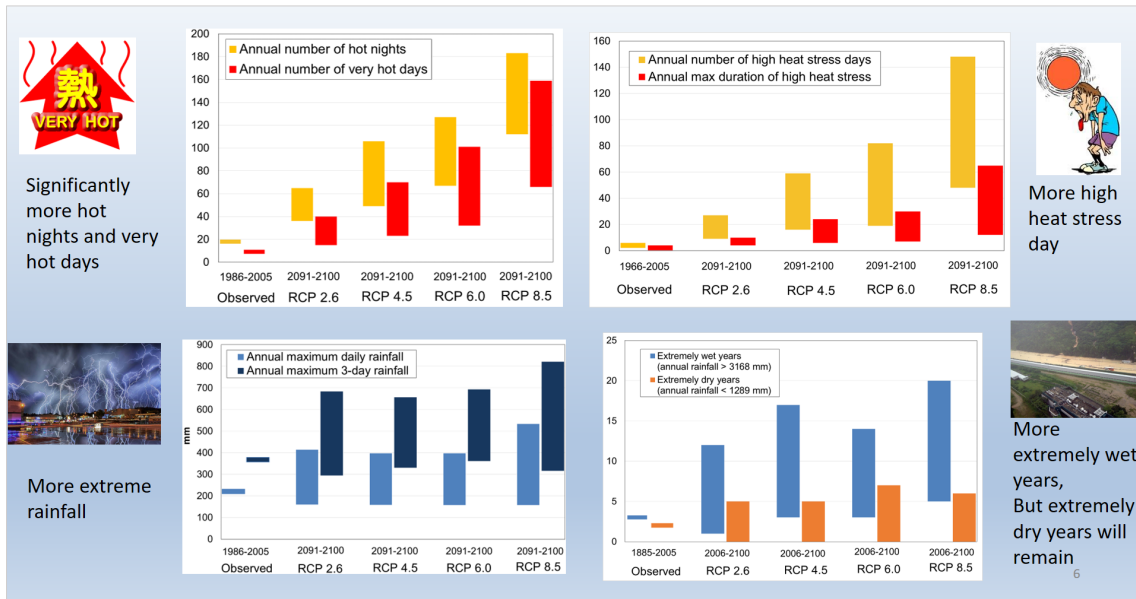 熱
VERY HOT
Significantly
more hot
nights and very
hot days
200
180
160
140
120
100
80
60
40
20
0
Annual number of hot nights
Annual number of very hot days
1986-2005 2091-2100 2091-2100 2091-2100 2091-2100
Observed RCP 2.6 RCP 4.5 RCP 6.0 RCP 8.5
160
140
120
100
80
60
40
20
0
Annual number of high heat stress days
Annual max duration of high heat stress
1966-2005 2091-2100 2091-2100 2091-2100 2091-2100
Observed RCP 2.6 RCP 4.5 RCP 6.0 RCP 8.5
More high
heat stress
day
More extreme
rainfall
900
800
700
600
500
400
300
200
100
0
mm
Annual maximum daily rainfall
Annual maximum 3-day rainfall
1986-2005 2091-2100 2091-2100 2091-2100 2091-2100
Observed RCP 2.6 RCP 4.5 RCP 6.0 RCP 8.5
25
20
15
10
5
0
Extremely wet years
(annual rainfall > 3168 mm)
Extremely dry years
(annual rainfall < 1289 mm)
1885-2005 2006-2100 2006-2100 2006-2100 2006-2100
Observed RCP 2.6 RCP 4.5 RCP 6.0 RCP 8.5
More
extremely wet
years,
But extremely
dry years will
remain
6